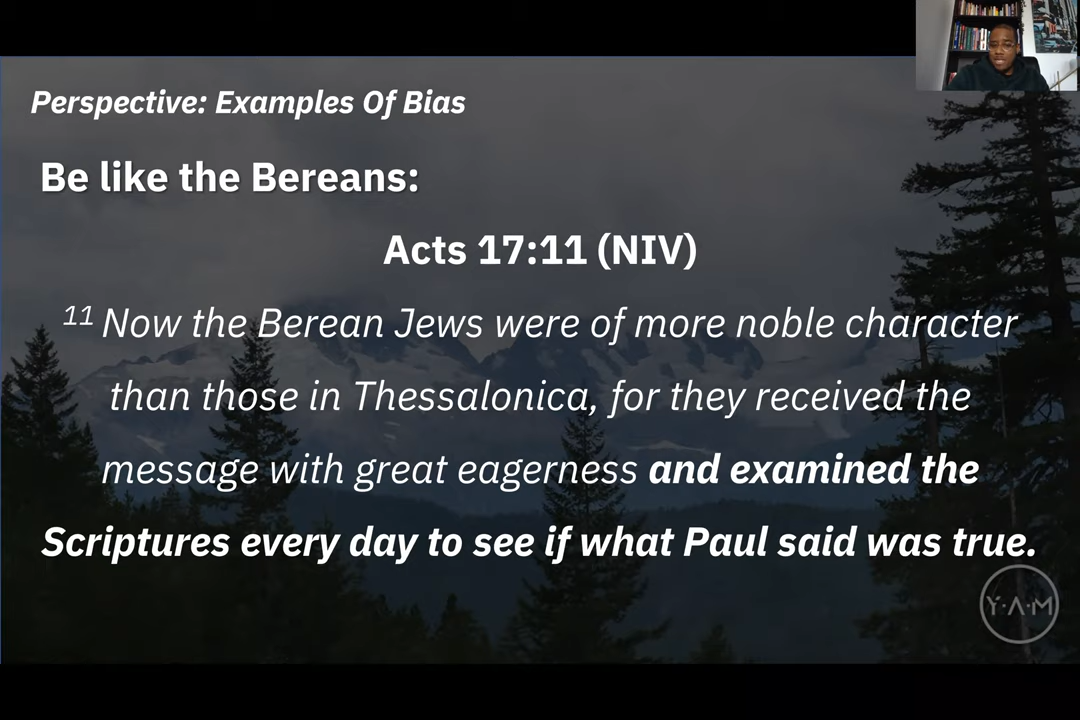 Perspective: Examples Of Bias
Be like the Bereans:
Acts 17:11 (NIV)
11 Now the Berean Jews were of more noble character
than those in Thessalonica, for they received the
message with great eagerness and examined the
Scriptures every day to see if what Paul said was true.
Y·Λ·M